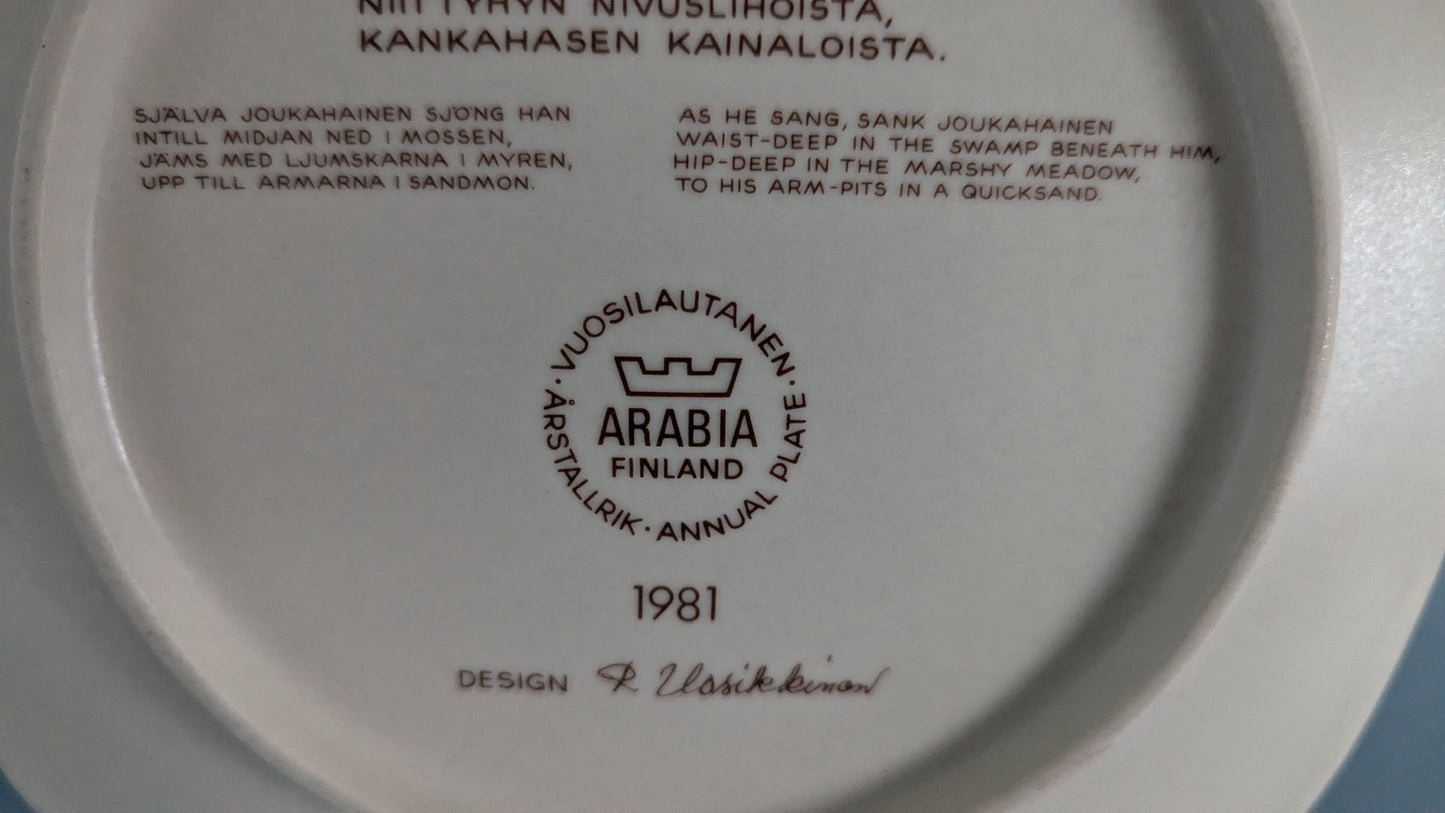 NIITTYHYN NIVUSLIHOISTA,
KANKAHASEN KAINALOISTA.
SJÄLVA JOUKAHAINEN SJÖNG HAN
INTILL MIDJAN NED I MOSSEN,
JÄMS MED LJUMSKARNA I MYREN,
UPP TILL ARMARNA I SANDMON.
AS HE SANG, SANK JOUKAHAINEN
WAIST-DEEP IN THE SWAMP BENEATH HIM,
HIP-DEEP IN THE MARSHY MEADOW,
TO HIS ARM-PITS IN A QUICKSAND.
· VUOSILAUTANEN · ANNUAL PLATE · ÅRSTALLRIK
ARABIA
FINLAND
1981
DESIGN R Uosikkinen